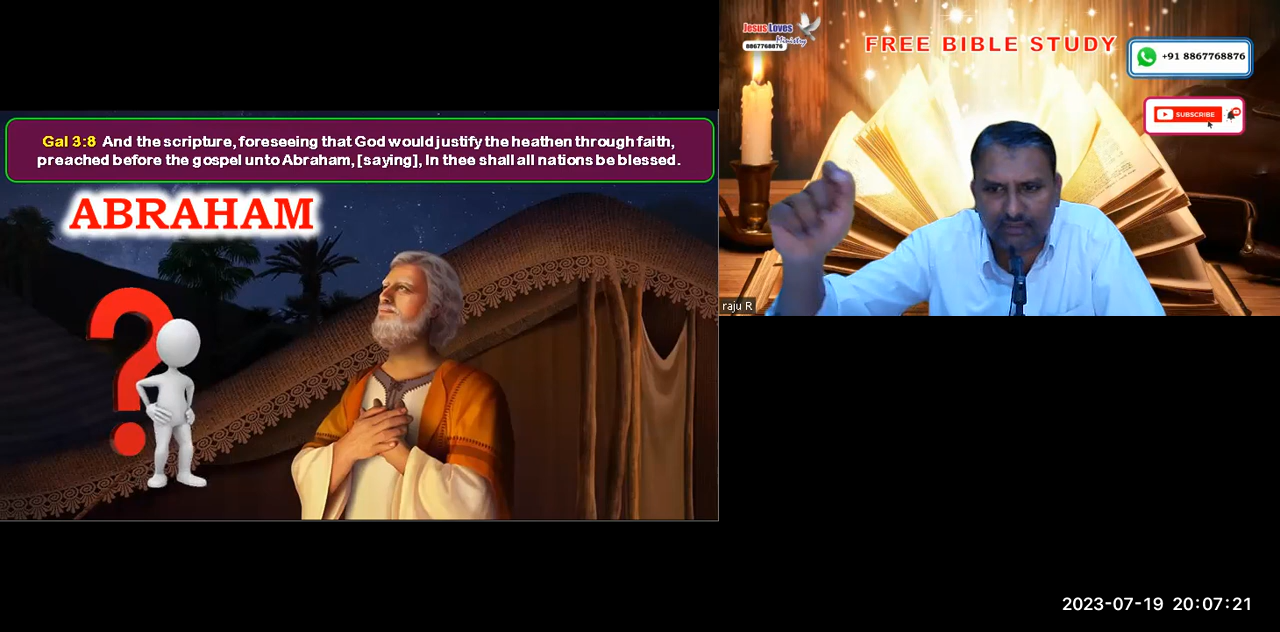 Gal 3:8 And the scripture, foreseeing that God would justify the heathen through faith,
preached before the gospel unto Abraham, [saying], In thee shall all nations be blessed.
ABRAHAM
?
Jesus Loves
Ministry
8867768876
FREE BIBLE STUDY
+91 8867768876
SUBSCRIBE
raju R
2023-07-19 20:07:21